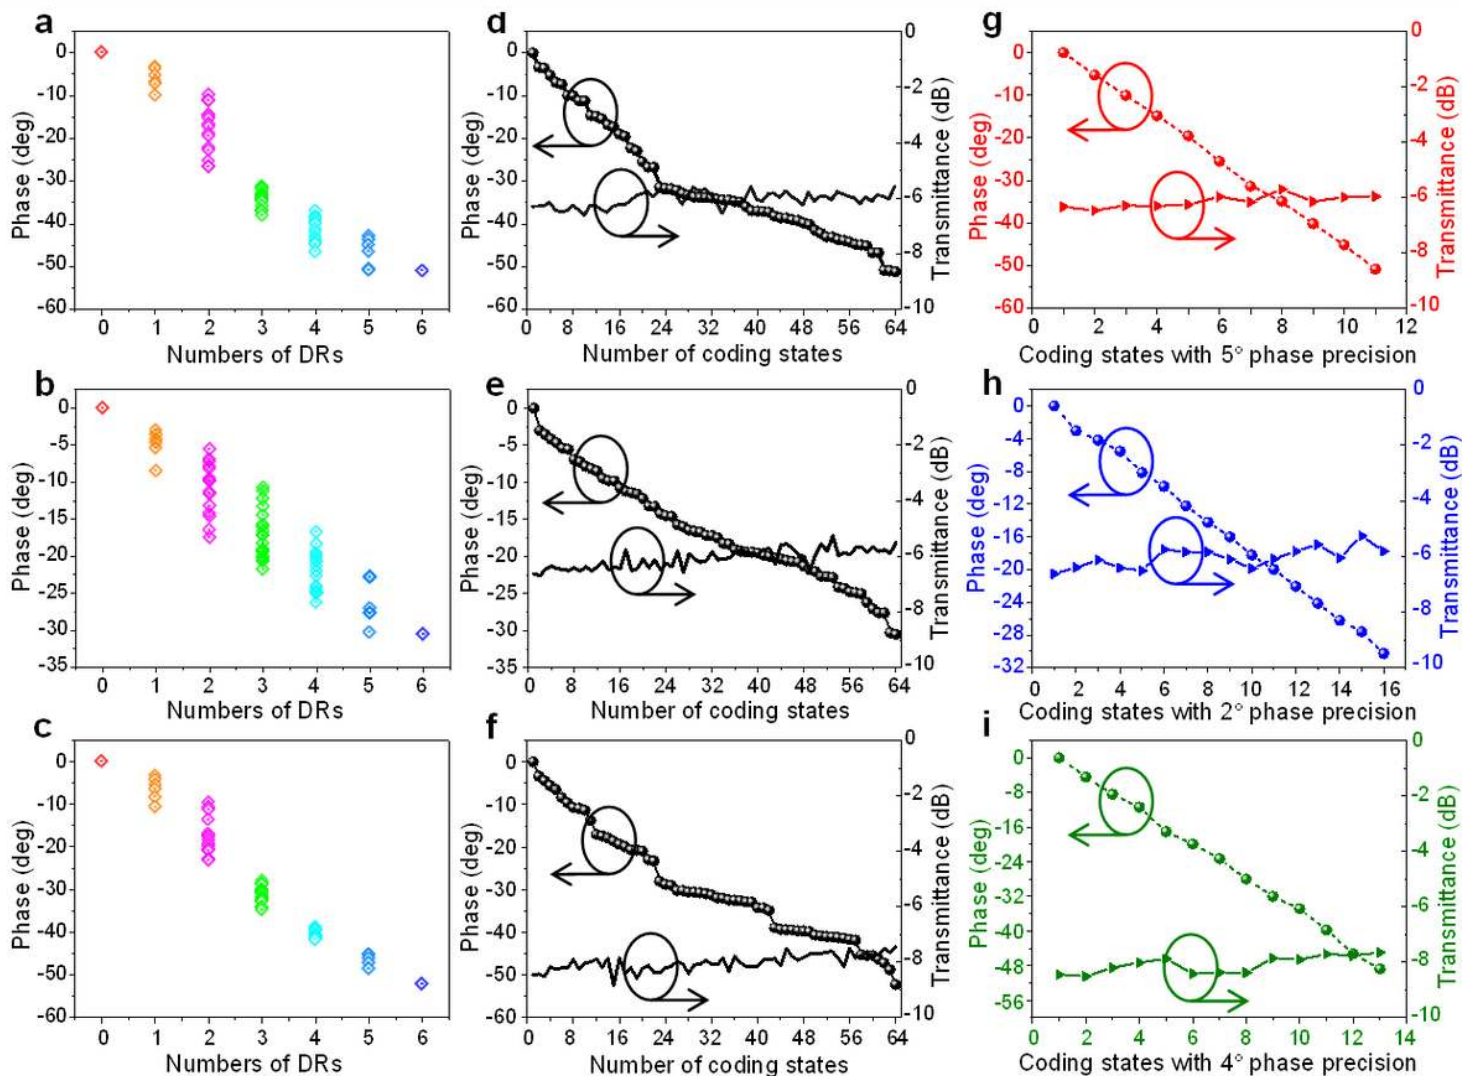 a
0
-10
-20
-30
-40
-50
-60
Phase (deg)
0 1 2 3 4 5 6
Numbers of DRs
d
0
-10
-20
-30
-40
-50
-60
Phase (deg)
0
-2
-4
-6
-8
-10
Transmittance (dB)
0 8 16 24 32 40 48 56 64
Number of coding states
g
0
-10
-20
-30
-40
-50
-60
Phase (deg)
0
-2
-4
-6
-8
-10
Transmittance (dB)
0 2 4 6 8 10 12
Coding states with 5° phase precision
b
0
-5
-10
-15
-20
-25
-30
-35
Phase (deg)
0 1 2 3 4 5 6
Numbers of DRs
e
0
-5
-10
-15
-20
-25
-30
-35
Phase (deg)
0
-2
-4
-6
-8
-10
Transmittance (dB)
0 8 16 24 32 40 48 56 64
Number of coding states
h
0
-4
-8
-12
-16
-20
-24
-28
-32
Phase (deg)
0
-2
-4
-6
-8
-10
Transmittance (dB)
0 2 4 6 8 10 12 14 16
Coding states with 2° phase precision
c
0
-10
-20
-30
-40
-50
-60
Phase (deg)
0 1 2 3 4 5 6
Numbers of DRs
f
0
-10
-20
-30
-40
-50
-60
Phase (deg)
0
-2
-4
-6
-8
-10
Transmittance (dB)
0 8 16 24 32 40 48 56 64
Number of coding states
i
0
-8
-16
-24
-32
-40
-48
-56
Phase (deg)
0
-2
-4
-6
-8
-10
Transmittance (dB)
0 2 4 6 8 10 12 14
Coding states with 4° phase precision